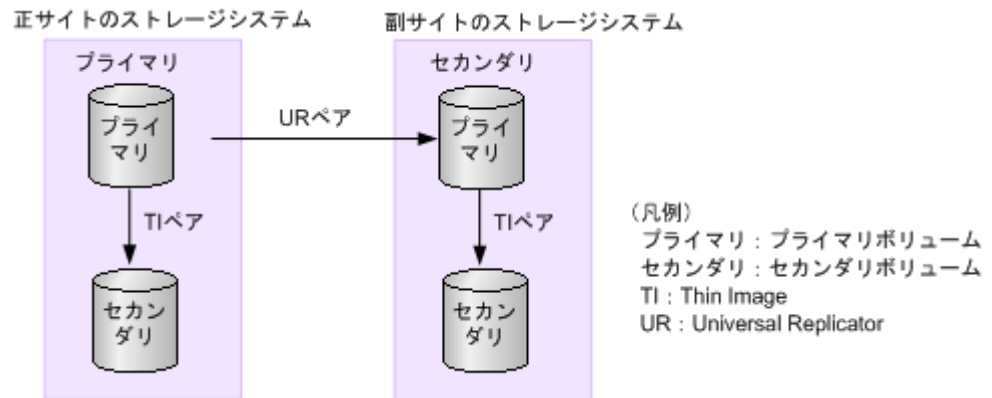 正サイトのストレージシステム
副サイトのストレージシステム
プライマリ
セカンダリ
プライ
マリ
URペア
プライ
マリ
TIペア
TIペア
セカン
ダリ
セカン
ダリ
（凡例）
プライマリ：プライマリボリューム
セカンダリ：セカンダリボリューム
TI：Thin Image
UR：Universal Replicator